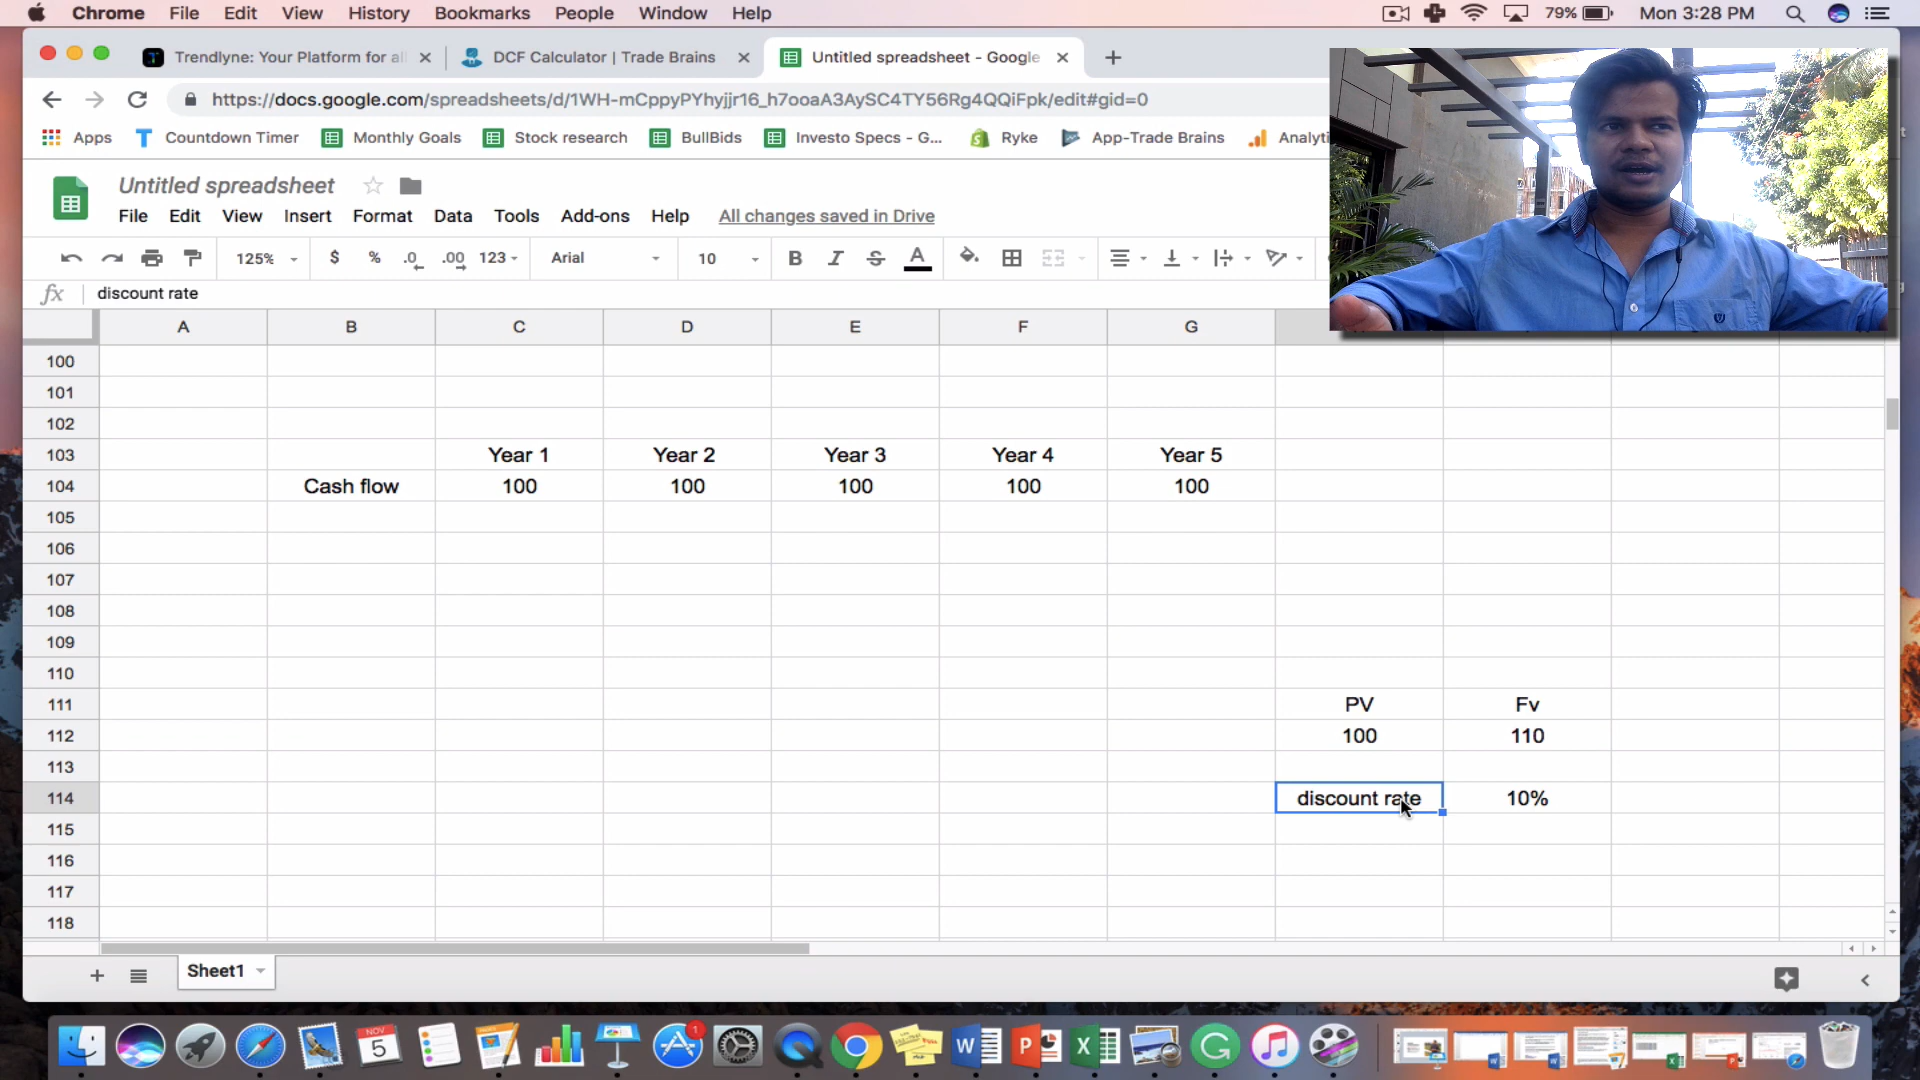 Chrome File Edit View History Bookmarks People Window Help 79% Mon 3:28 PM
Trendlyne: Your Platform for al DCF Calculator | Trade Brains Untitled spreadsheet - Google
https://docs.google.com/spreadsheets/d/1WH-mCppyPYhyjjr16_h7ooaA3AySC4TY56Rg4QQiFpk/edit#gid=0
Apps Countdown Timer Monthly Goals Stock research BullBids Investo Specs - G... Ryke App-Trade Brains Analyti
Untitled spreadsheet
File Edit View Insert Format Data Tools Add-ons Help All changes saved in Drive
125% $ % .0 .00 123 Arial 10 B I S A
fx discount rate
A B C D E F G
100
101
102
103 Year 1 Year 2 Year 3 Year 4 Year 5
104 Cash flow 100 100 100 100 100
105
106
107
108
109
110
111 PV Fv
112 100 110
113
114 discount rate 10%
115
116
117
118
Sheet1
NOV
5
1
W P X